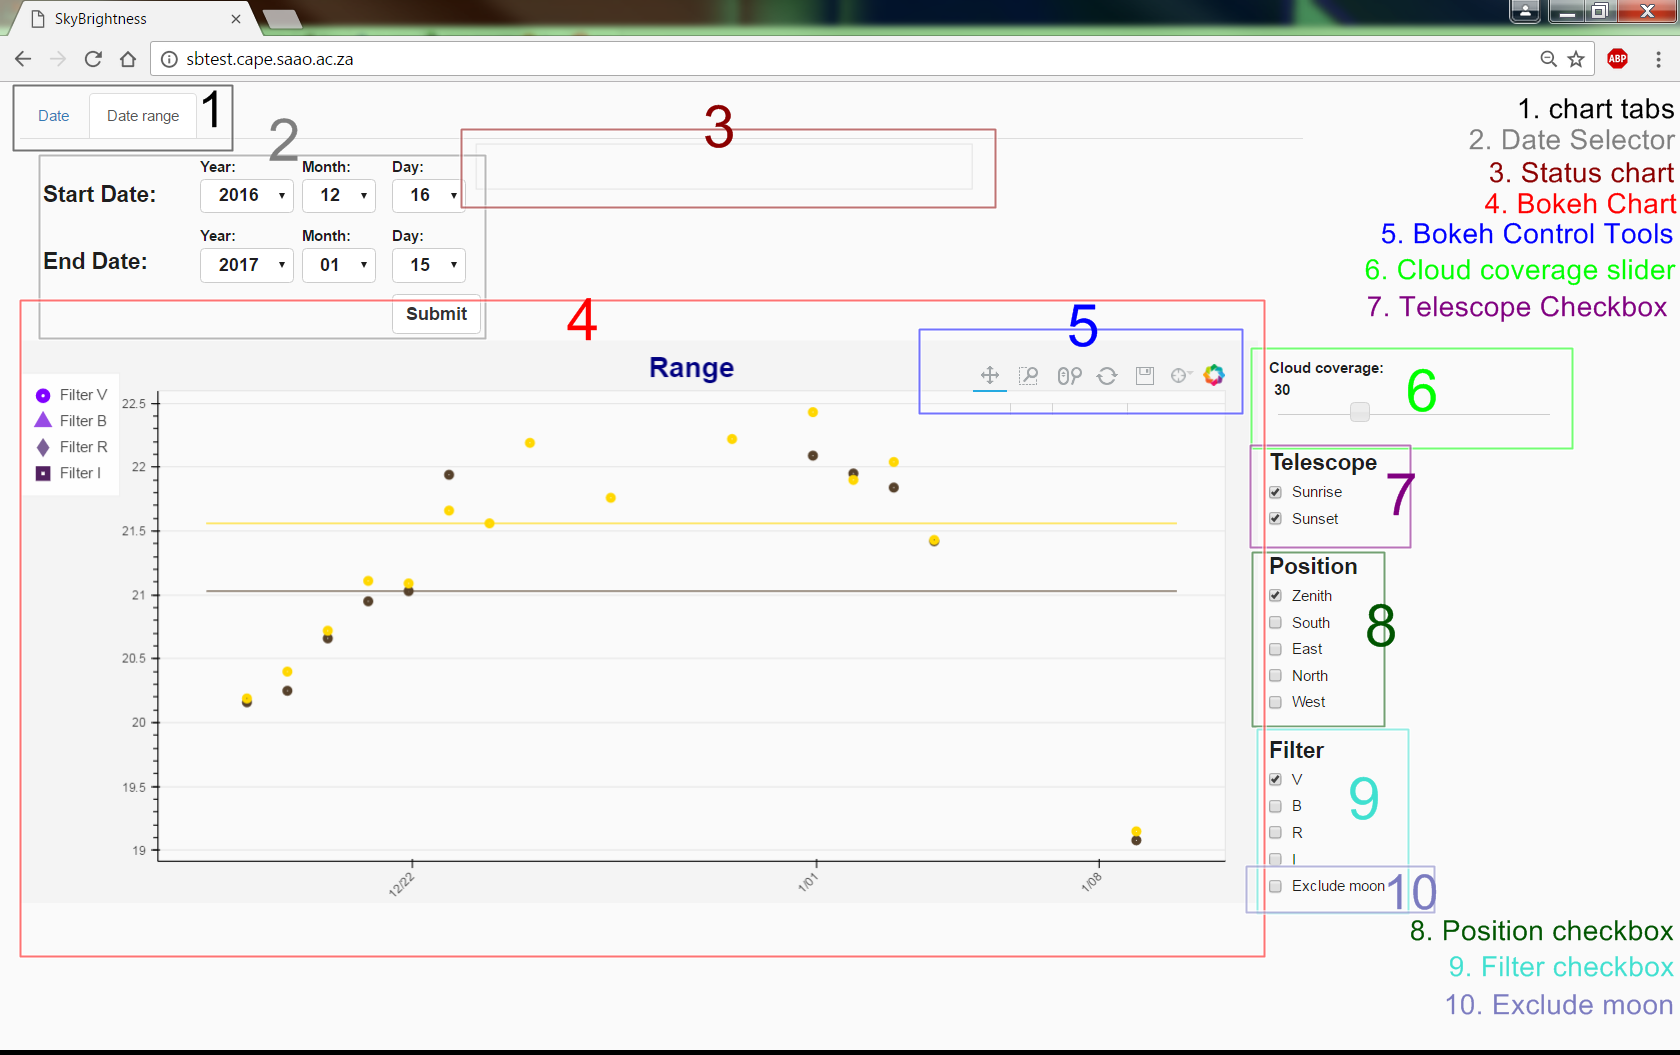 SkyBrightness
sbtest.cape.saao.ac.za
ABP
Date
Date range
1
2
3
1. chart tabs
2. Date Selector
3. Status chart
4. Bokeh Chart
5. Bokeh Control Tools
6. Cloud coverage slider
7. Telescope Checkbox
Year: Month: Day:
Start Date: 2016 12 16
Year: Month: Day:
End Date: 2017 01 15
Submit
4
5
Range
Filter V
Filter B
Filter R
Filter I
22.5
22
21.5
21
20.5
20
19.5
19
12/22
1/01
1/08
Cloud coverage:
30
6
Telescope
Sunrise
Sunset
7
Position
Zenith
South
East
North
West
8
Filter
V
B
R
I
9
Exclude moon
10
8. Position checkbox
9. Filter checkbox
10. Exclude moon